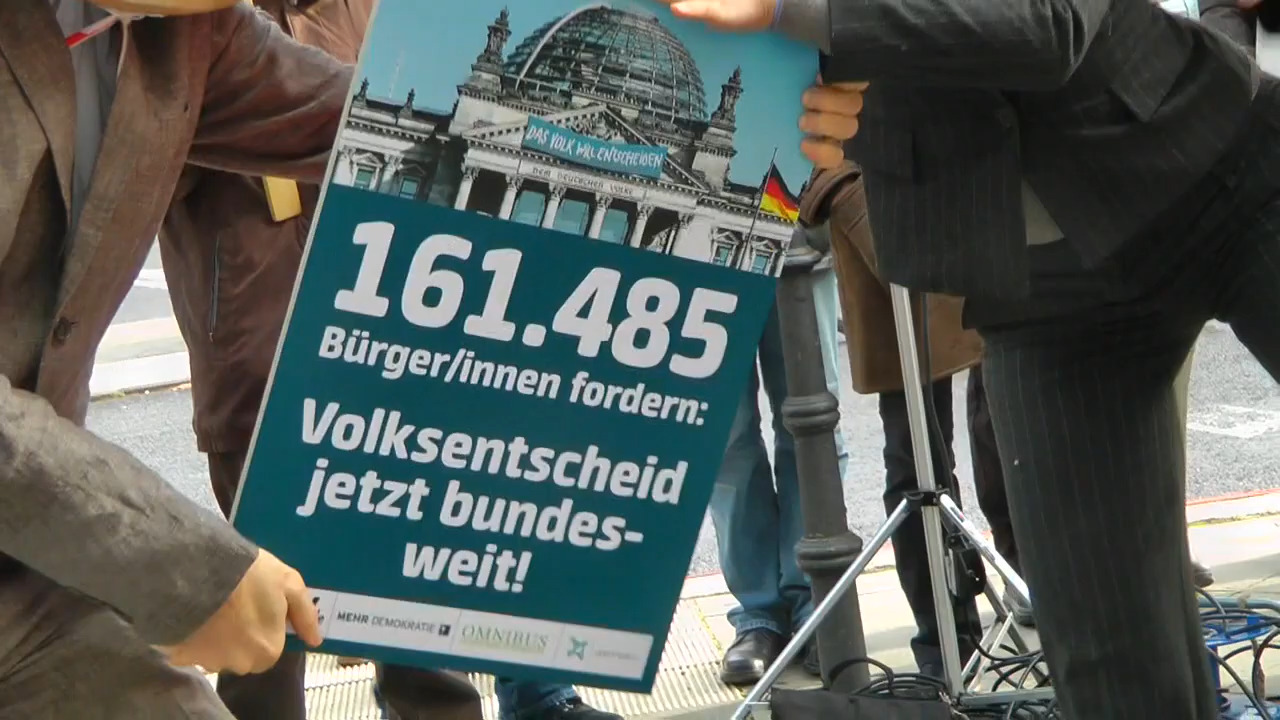 DAS VOLK WILL ENTSCHEIDEN
DEM DEUTSCHEN VOLKE
161.485
Bürger/innen fordern:
Volksentscheid
jetzt bundes-
weit!
MEHR DEMOKRATIE OMNIBUS